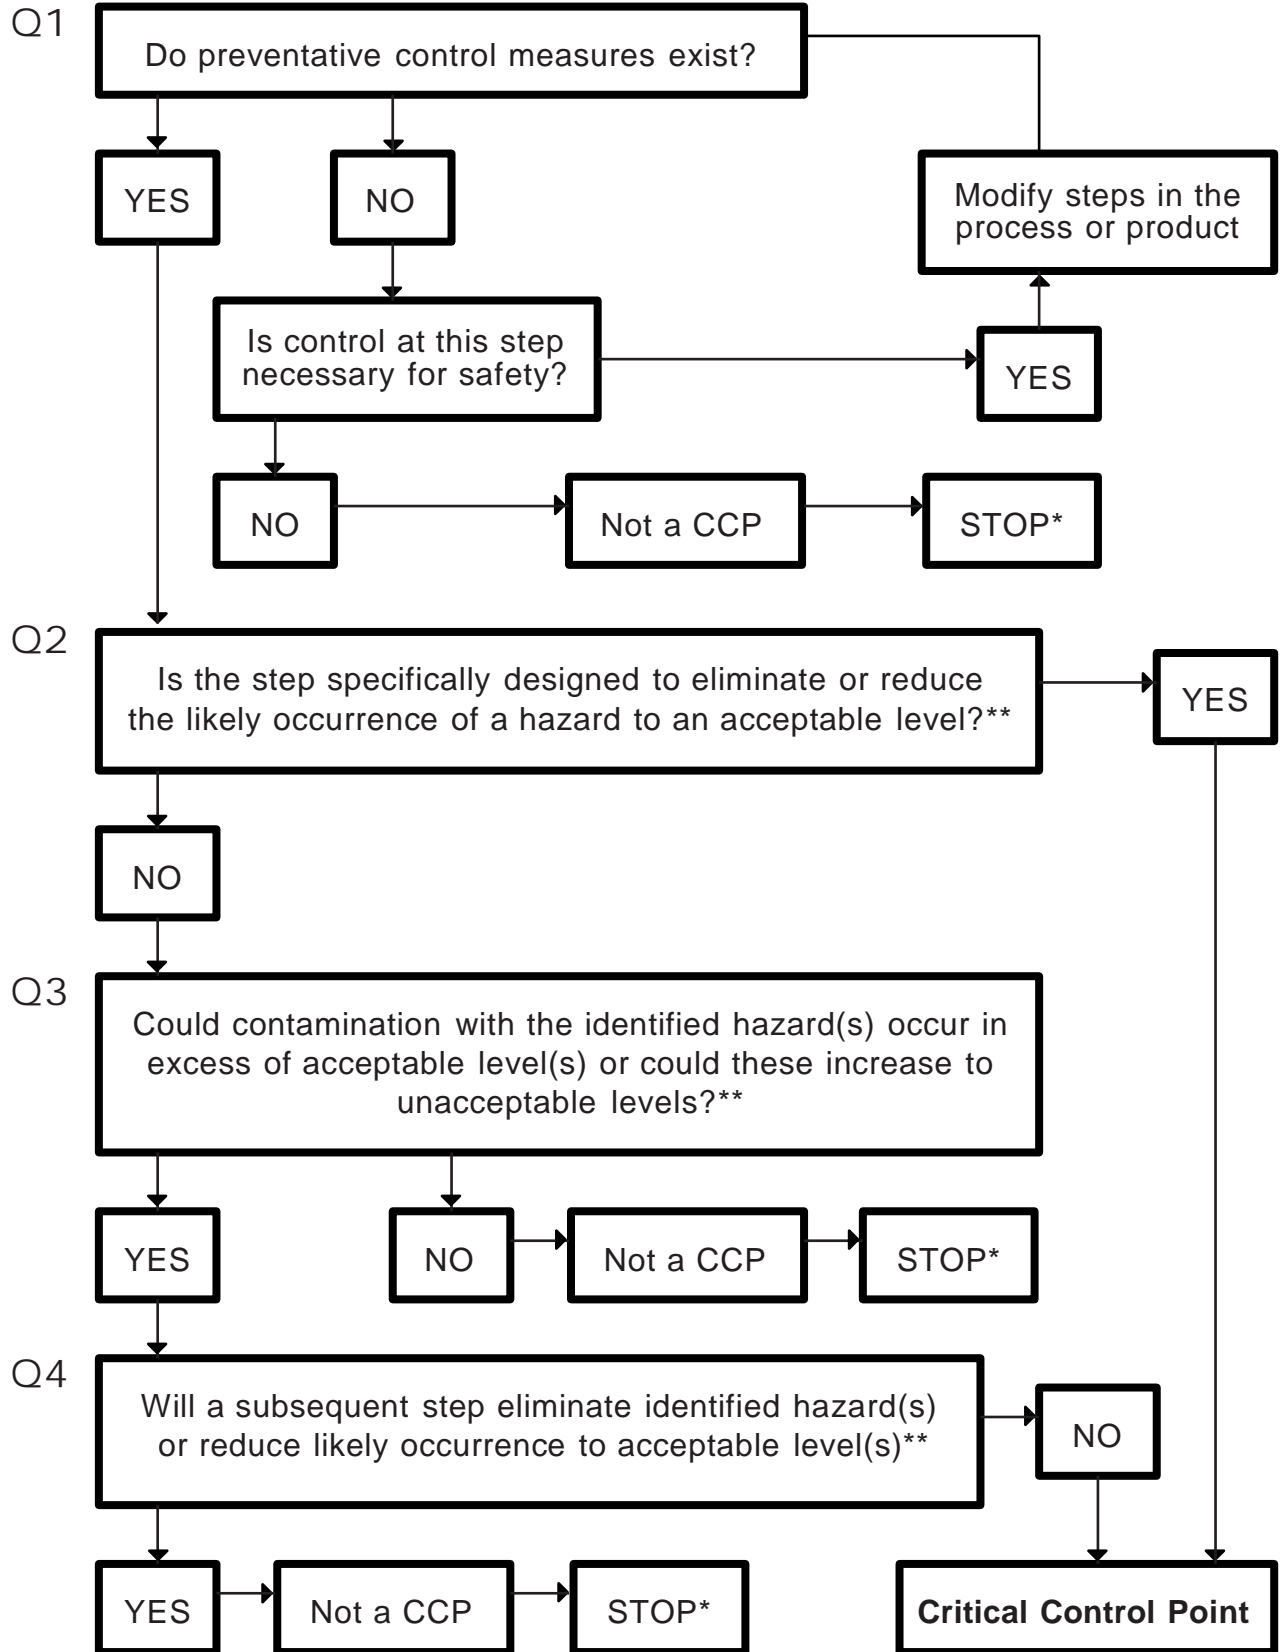 Q1
Do preventative control measures exist?
YES
NO
Modify steps in the
process or product
Is control at this step
necessary for safety?
YES
NO
Not a CCP
STOP*
Q2
Is the step specifically designed to eliminate or reduce
the likely occurrence of a hazard to an acceptable level?**
YES
NO
Q3
Could contamination with the identified hazard(s) occur in
excess of acceptable level(s) or could these increase to
unacceptable levels?**
YES
NO
Not a CCP
STOP*
Q4
Will a subsequent step eliminate identified hazard(s)
or reduce likely occurrence to acceptable level(s)**
NO
YES
Not a CCP
STOP*
Critical Control Point